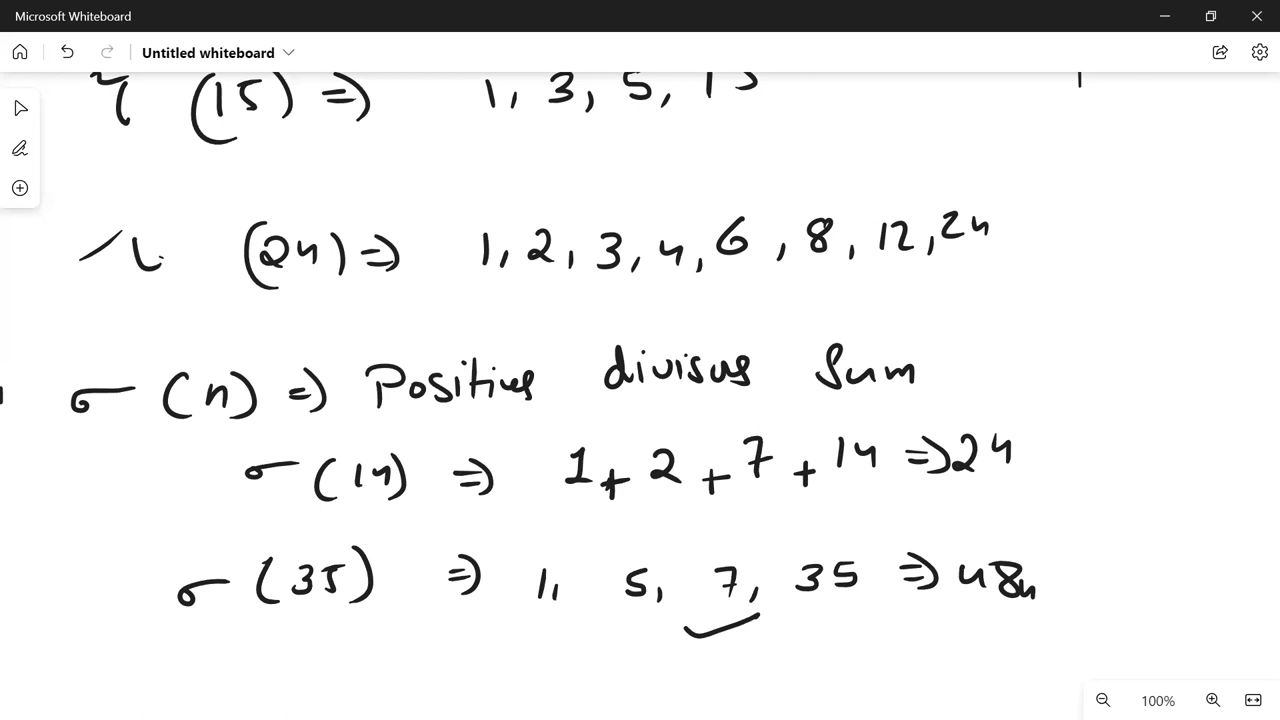 Microsoft Whiteboard
Untitled whiteboard
(15) ⇒ 1, 3, 5, 15
(24) ⇒ 1, 2, 3, 4, 6, 8, 12, 24
σ (n) ⇒ Positive divisors Sum
σ (14) ⇒ 1 + 2 + 7 + 14 ⇒ 24
σ (35) ⇒ 1, 5, 7, 35 ⇒ 48
100%